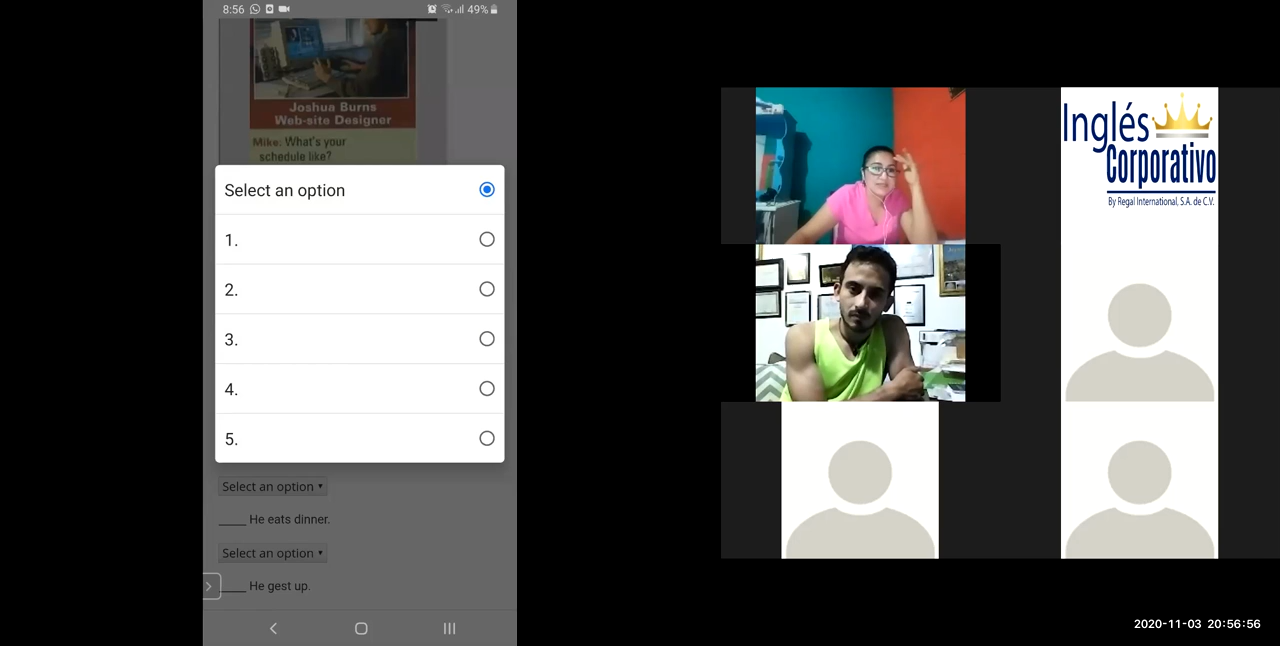 8:56
49%
Joshua Burns
Web-site Designer
Mike: What's your
schedule like?
Select an option
1.
2.
3.
4.
5.
Select an option
_____ He eats dinner.
Select an option
_____ He gest up.
Inglés
Corporativo
By Regal International, S.A. de C.V.
2020-11-03 20:56:56